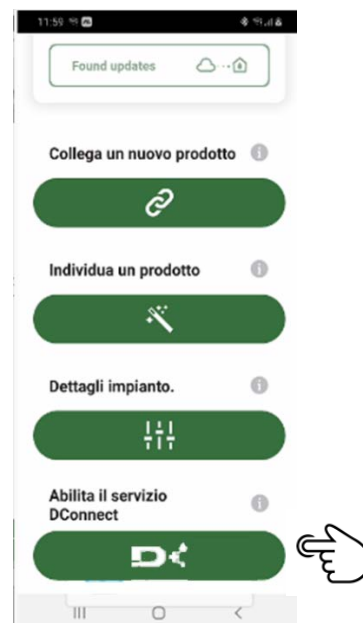 11:59
Found updates
Collega un nuovo prodotto
Individua un prodotto
Dettagli impianto.
Abilita il servizio
DConnect